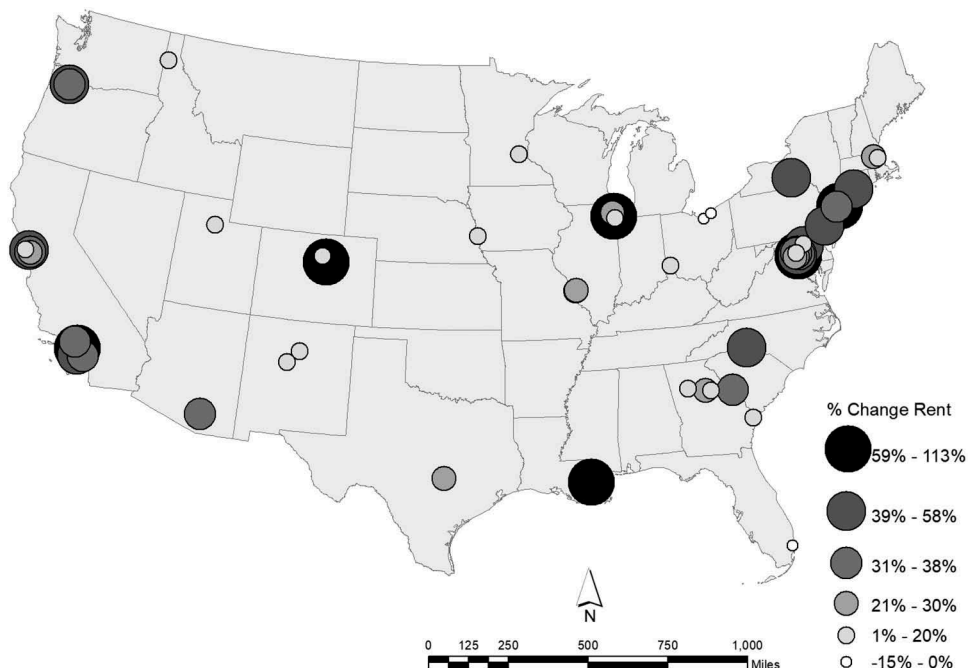 % Change Rent
59% - 113%
39% - 58%
31% - 38%
21% - 30%
1% - 20%
-15% - 0%
N
0 125 250 500 750 1,000
Miles